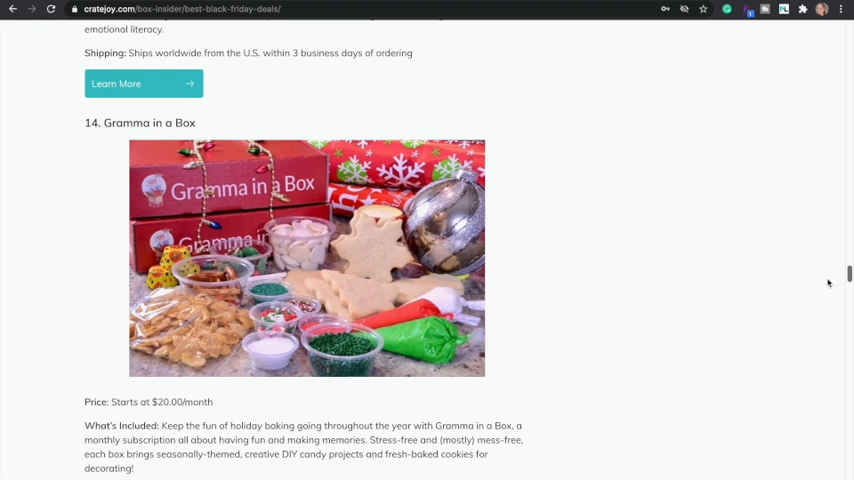 cratejoy.com/box-insider/best-black-friday-deals/
emotional literacy.
Shipping: Ships worldwide from the U.S. within 3 business days of ordering
Learn More
14. Gramma in a Box
Gramma in a Box
Gramma in a
Price: Starts at $20.00/month
What's Included: Keep the fun of holiday baking going throughout the year with Gramma in a Box, a
monthly subscription all about having fun and making memories. Stress-free and (mostly) mess-free,
each box brings seasonally-themed, creative DIY candy projects and fresh-baked cookies for
decorating!